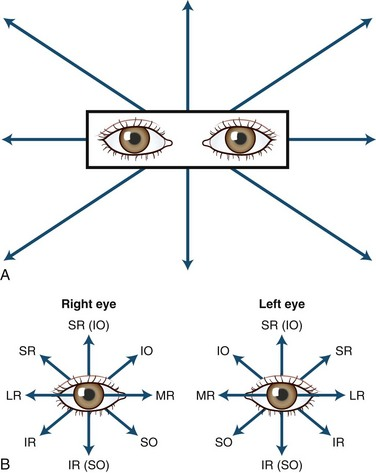 A
Right eye
Left eye
SR (IO)
SR (IO)
SR
IO
IO
SR
LR
MR
MR
LR
IR
SO
SO
IR
B
IR (SO)
IR (SO)